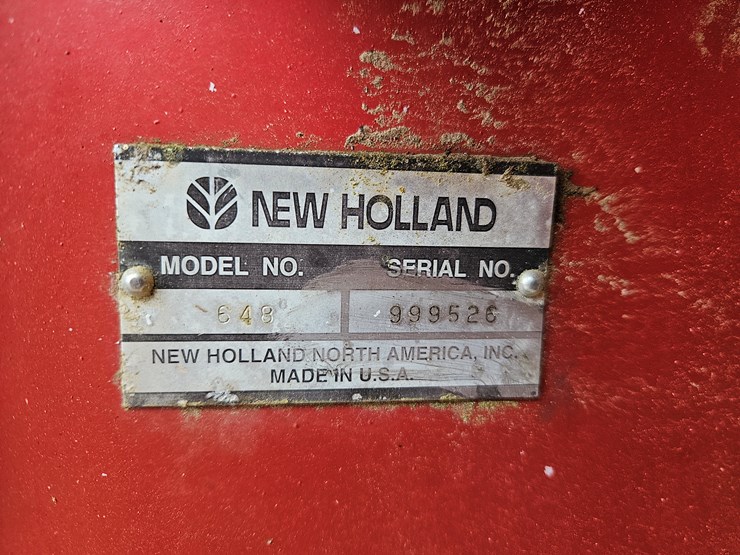 NEW HOLLAND
MODEL NO. SERIAL NO.
648 999526
NEW HOLLAND NORTH AMERICA, INC.
MADE IN U.S.A.